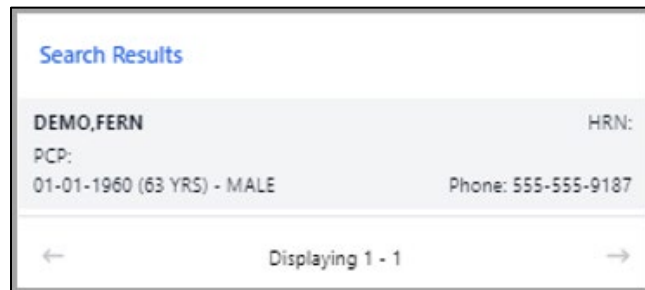 Search Results
DEMO,FERN HRN:
PCP:
01-01-1960 (63 YRS) - MALE Phone: 555-555-9187
← Displaying 1 - 1 →